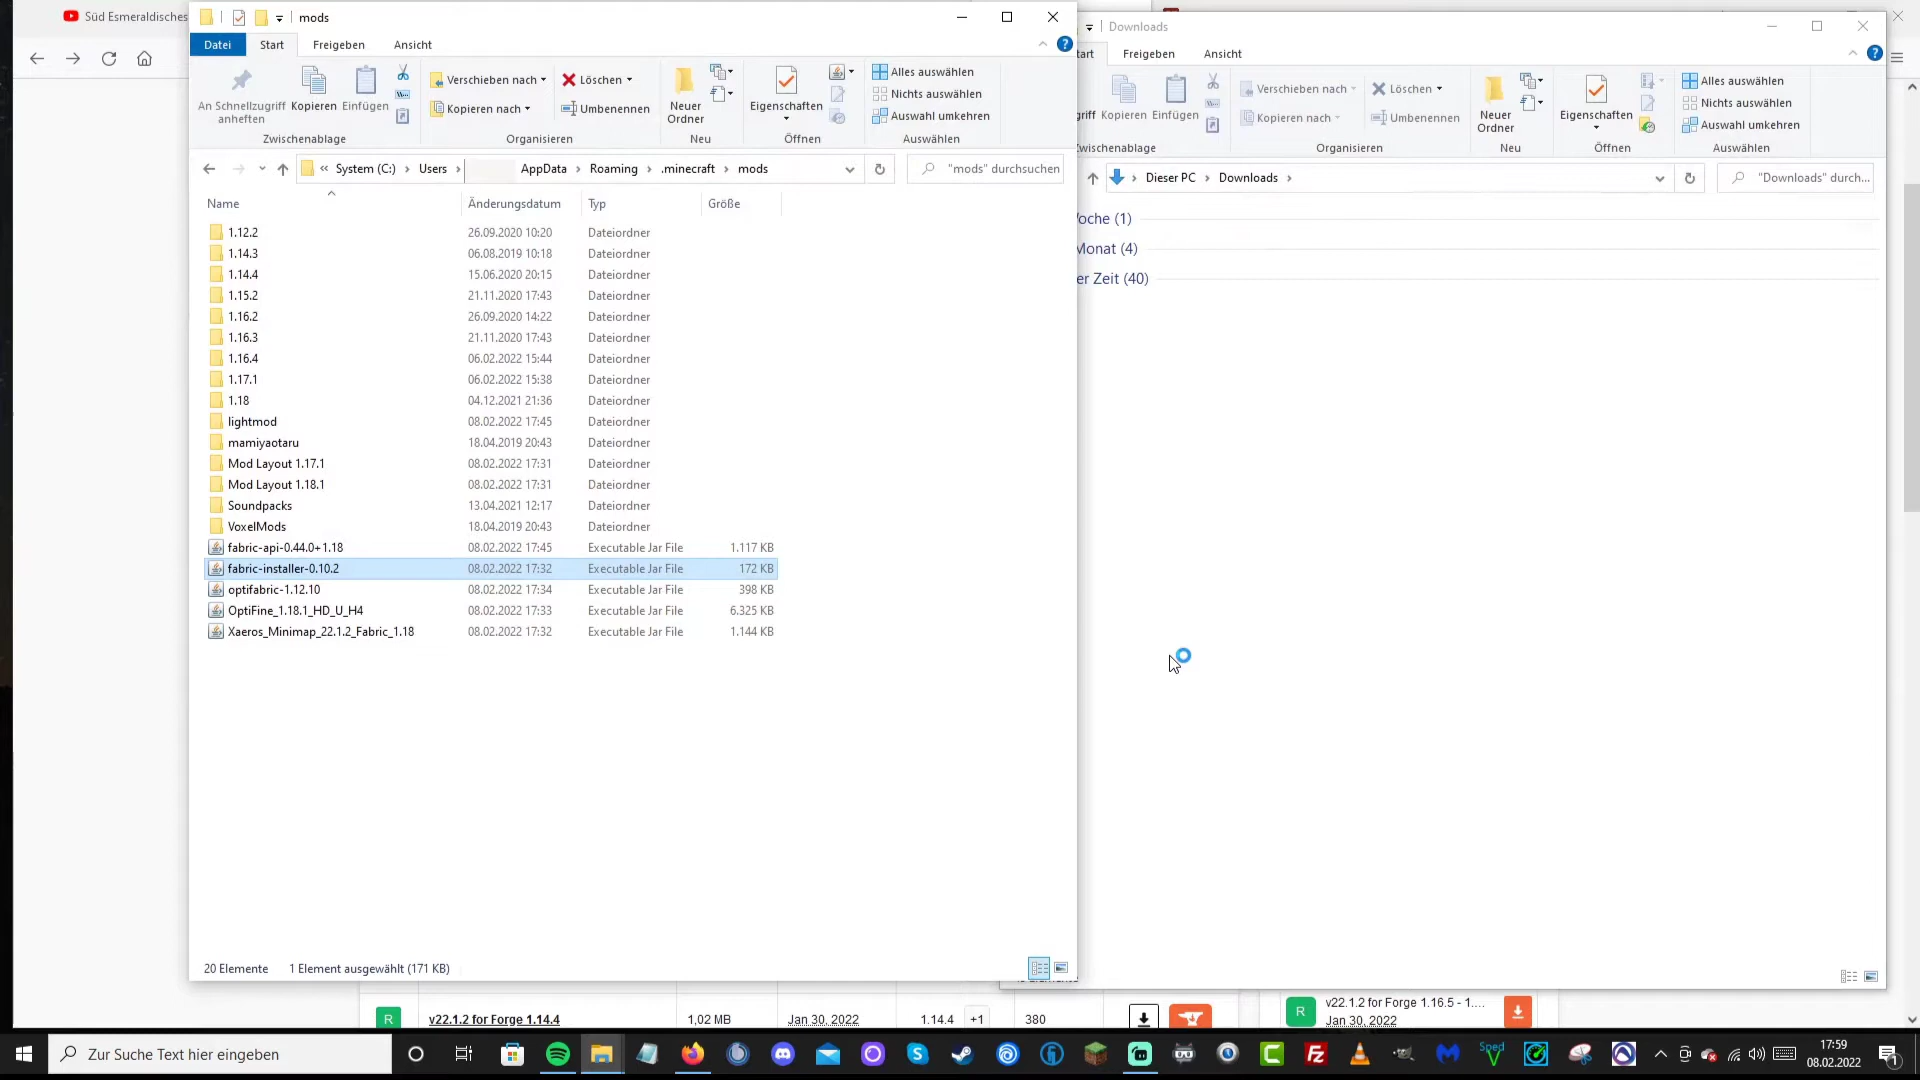 Süd Esmeraldisches
mods
Datei Start Freigeben Ansicht
An Schnellzugriff anheften
Kopieren
Einfügen
Verschieben nach
Kopieren nach
Löschen
Umbenennen
Neuer Ordner
Eigenschaften
Alles auswählen
Nichts auswählen
Auswahl umkehren
Zwischenablage Organisieren Neu Öffnen Auswählen
« System (C:) › Users › AppData › Roaming › .minecraft › mods
"mods" durchsuchen
Name Änderungsdatum Typ Größe
1.12.2 26.09.2020 10:20 Dateiordner
1.14.3 06.08.2019 10:18 Dateiordner
1.14.4 15.06.2020 20:15 Dateiordner
1.15.2 21.11.2020 17:43 Dateiordner
1.16.2 26.09.2020 14:22 Dateiordner
1.16.3 21.11.2020 17:43 Dateiordner
1.16.4 06.02.2022 15:44 Dateiordner
1.17.1 06.02.2022 15:38 Dateiordner
1.18 04.12.2021 21:36 Dateiordner
lightmod 08.02.2022 17:45 Dateiordner
mamiyaotaru 18.04.2019 20:43 Dateiordner
Mod Layout 1.17.1 08.02.2022 17:31 Dateiordner
Mod Layout 1.18.1 08.02.2022 17:31 Dateiordner
Soundpacks 13.04.2021 12:17 Dateiordner
VoxelMods 18.04.2019 20:43 Dateiordner
fabric-api-0.44.0+1.18 08.02.2022 17:45 Executable Jar File 1.117 KB
fabric-installer-0.10.2 08.02.2022 17:32 Executable Jar File 172 KB
optifabric-1.12.10 08.02.2022 17:34 Executable Jar File 398 KB
OptiFine_1.18.1_HD_U_H4 08.02.2022 17:33 Executable Jar File 6.325 KB
Xaeros_Minimap_22.1.2_Fabric_1.18 08.02.2022 17:32 Executable Jar File 1.144 KB
20 Elemente 1 Element ausgewählt (171 KB)
Downloads
tart Freigeben Ansicht
griff
Kopieren
Einfügen
Verschieben nach
Kopieren nach
Löschen
Umbenennen
Neuer Ordner
Eigenschaften
Alles auswählen
Nichts auswählen
Auswahl umkehren
chenablage Organisieren Neu Öffnen Auswählen
› Dieser PC › Downloads ›
"Downloads" durch...
oche (1)
Monat (4)
er Zeit (40)
R v22.1.2 for Forge 1.14.4 1,02 MB Jan 30, 2022 1.14.4 +1 380
R v22.1.2 for Forge 1.16.5 - 1....
Jan 30, 2022
Zur Suche Text hier eingeben
Sped
17:59
08.02.2022
1